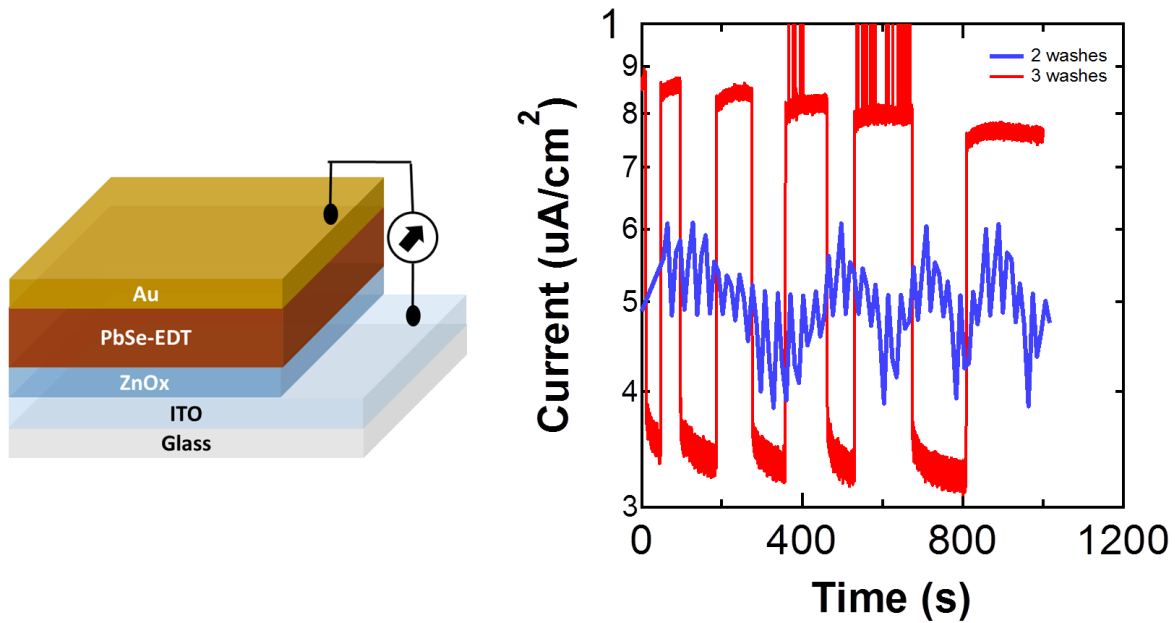 Au
PbSe-EDT
ZnOx
ITO
Glass
Current (uA/cm2)
1
9
8
7
6
5
4
3
2 washes
3 washes
0
400
800
1200
Time (s)